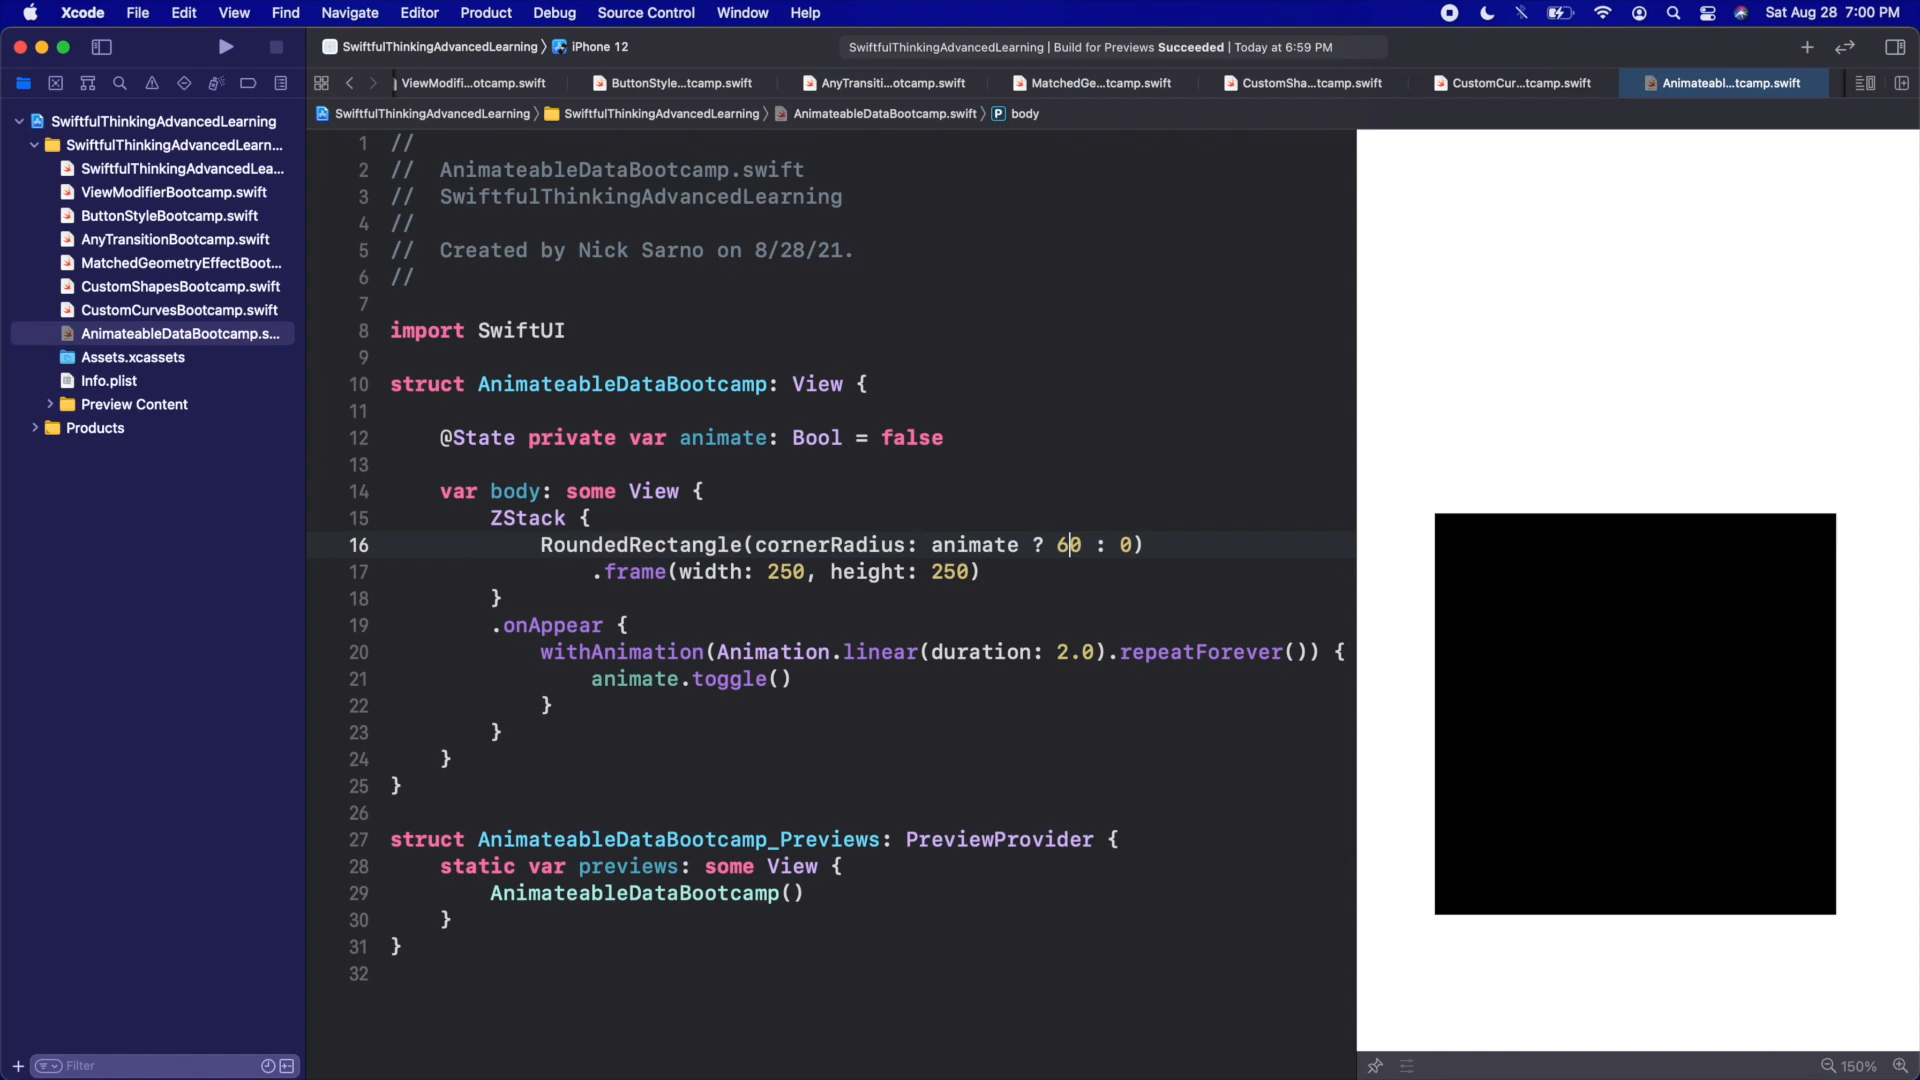 Xcode File Edit View Find Navigate Editor Product Debug Source Control Window Help
Sat Aug 28 7:00 PM
SwiftfulThinkingAdvancedLearning iPhone 12
SwiftfulThinkingAdvancedLearning | Build for Previews Succeeded | Today at 6:59 PM
ViewModifi...otcamp.swift
ButtonStyle...tcamp.swift
AnyTransiti...otcamp.swift
MatchedGe...tcamp.swift
CustomSha...tcamp.swift
CustomCur...tcamp.swift
Animateabl...tcamp.swift
SwiftfulThinkingAdvancedLearning
SwiftfulThinkingAdvancedLearning
AnimateableDataBootcamp.swift
P body
SwiftfulThinkingAdvancedLearning
SwiftfulThinkingAdvancedLearn...
SwiftfulThinkingAdvancedLea...
ViewModifierBootcamp.swift
ButtonStyleBootcamp.swift
AnyTransitionBootcamp.swift
MatchedGeometryEffectBoot...
CustomShapesBootcamp.swift
CustomCurvesBootcamp.swift
AnimateableDataBootcamp.s...
Assets.xcassets
Info.plist
Preview Content
Products
Filter
1 //
2 // AnimateableDataBootcamp.swift
3 // SwiftfulThinkingAdvancedLearning
4 //
5 // Created by Nick Sarno on 8/28/21.
6 //
7
8 import SwiftUI
9
10 struct AnimateableDataBootcamp: View {
11
12 @State private var animate: Bool = false
13
14 var body: some View {
15 ZStack {
16 RoundedRectangle(cornerRadius: animate ? 60 : 0)
17 .frame(width: 250, height: 250)
18 }
19 .onAppear {
20 withAnimation(Animation.linear(duration: 2.0).repeatForever()) {
21 animate.toggle()
22 }
23 }
24 }
25 }
26
27 struct AnimateableDataBootcamp_Previews: PreviewProvider {
28 static var previews: some View {
29 AnimateableDataBootcamp()
30 }
31 }
32
150%